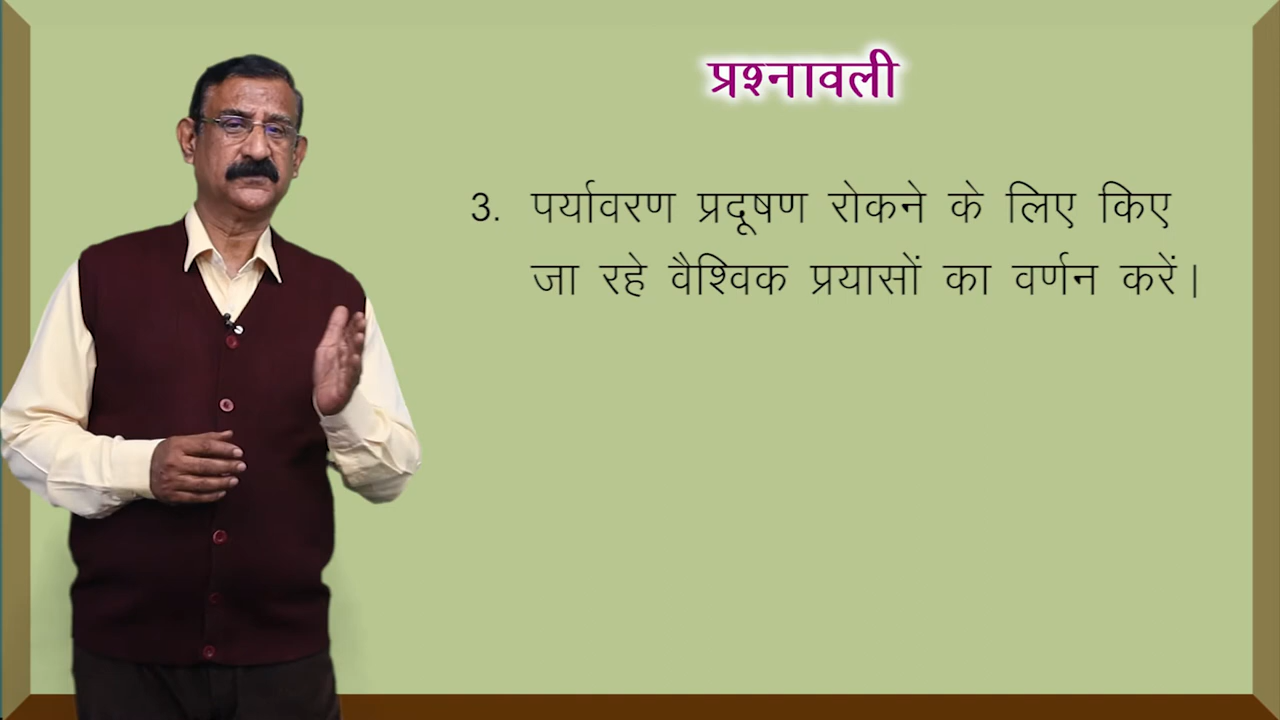 प्रश्नावली
3. पर्यावरण प्रदूषण रोकने के लिए किए
जा रहे वैश्विक प्रयासों का वर्णन करें।